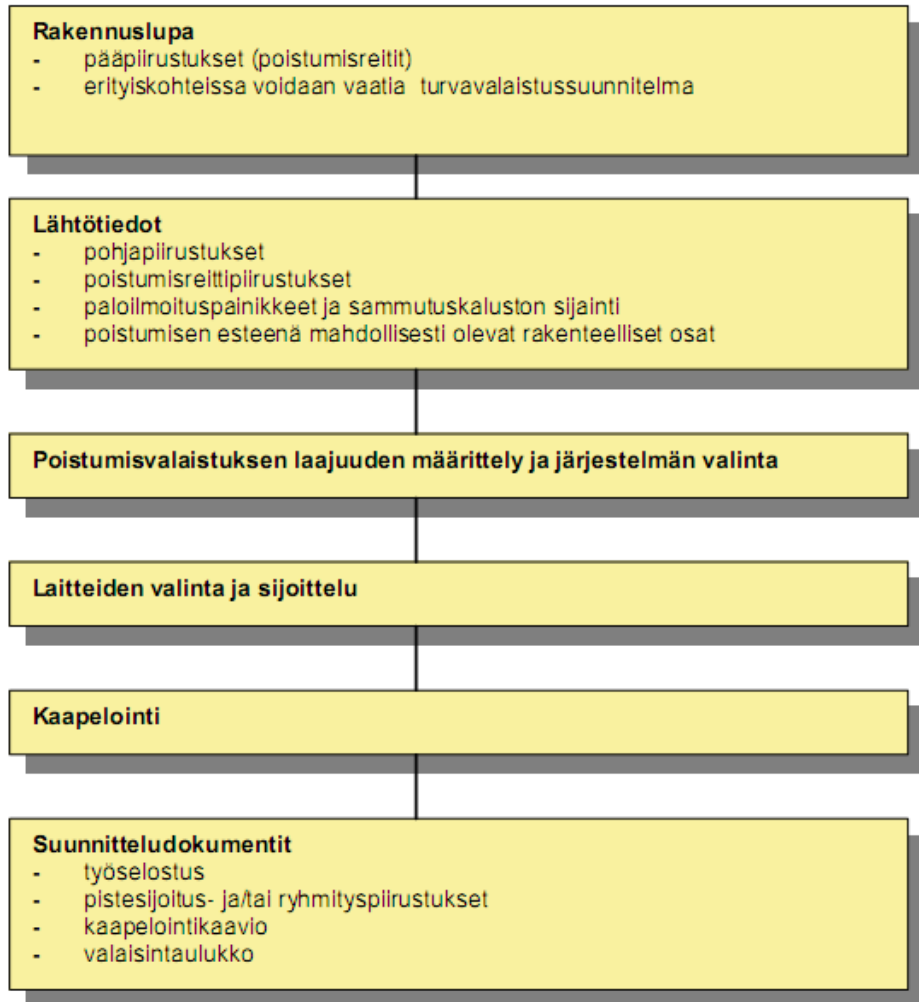 Rakennuslupa
- pääpiirustukset (poistumisreitit)
- erityiskohteissa voidaan vaatia turvavalaistussuunnitelma
Lähtötiedot
- pohjapiirustukset
- poistumisreittipiirustukset
- paloilmoituspainikkeet ja sammutuskaluston sijainti
- poistumisen esteenä mahdollisesti olevat rakenteelliset osat
Poistumisvalaistuksen laajuuden määrittely ja järjestelmän valinta
Laitteiden valinta ja sijoittelu
Kaapelointi
Suunnitteludokumentit
- työselostus
- pistesijoitus- ja/tai ryhmityspiirustukset
- kaapelointikaavio
- valaisintaulukko